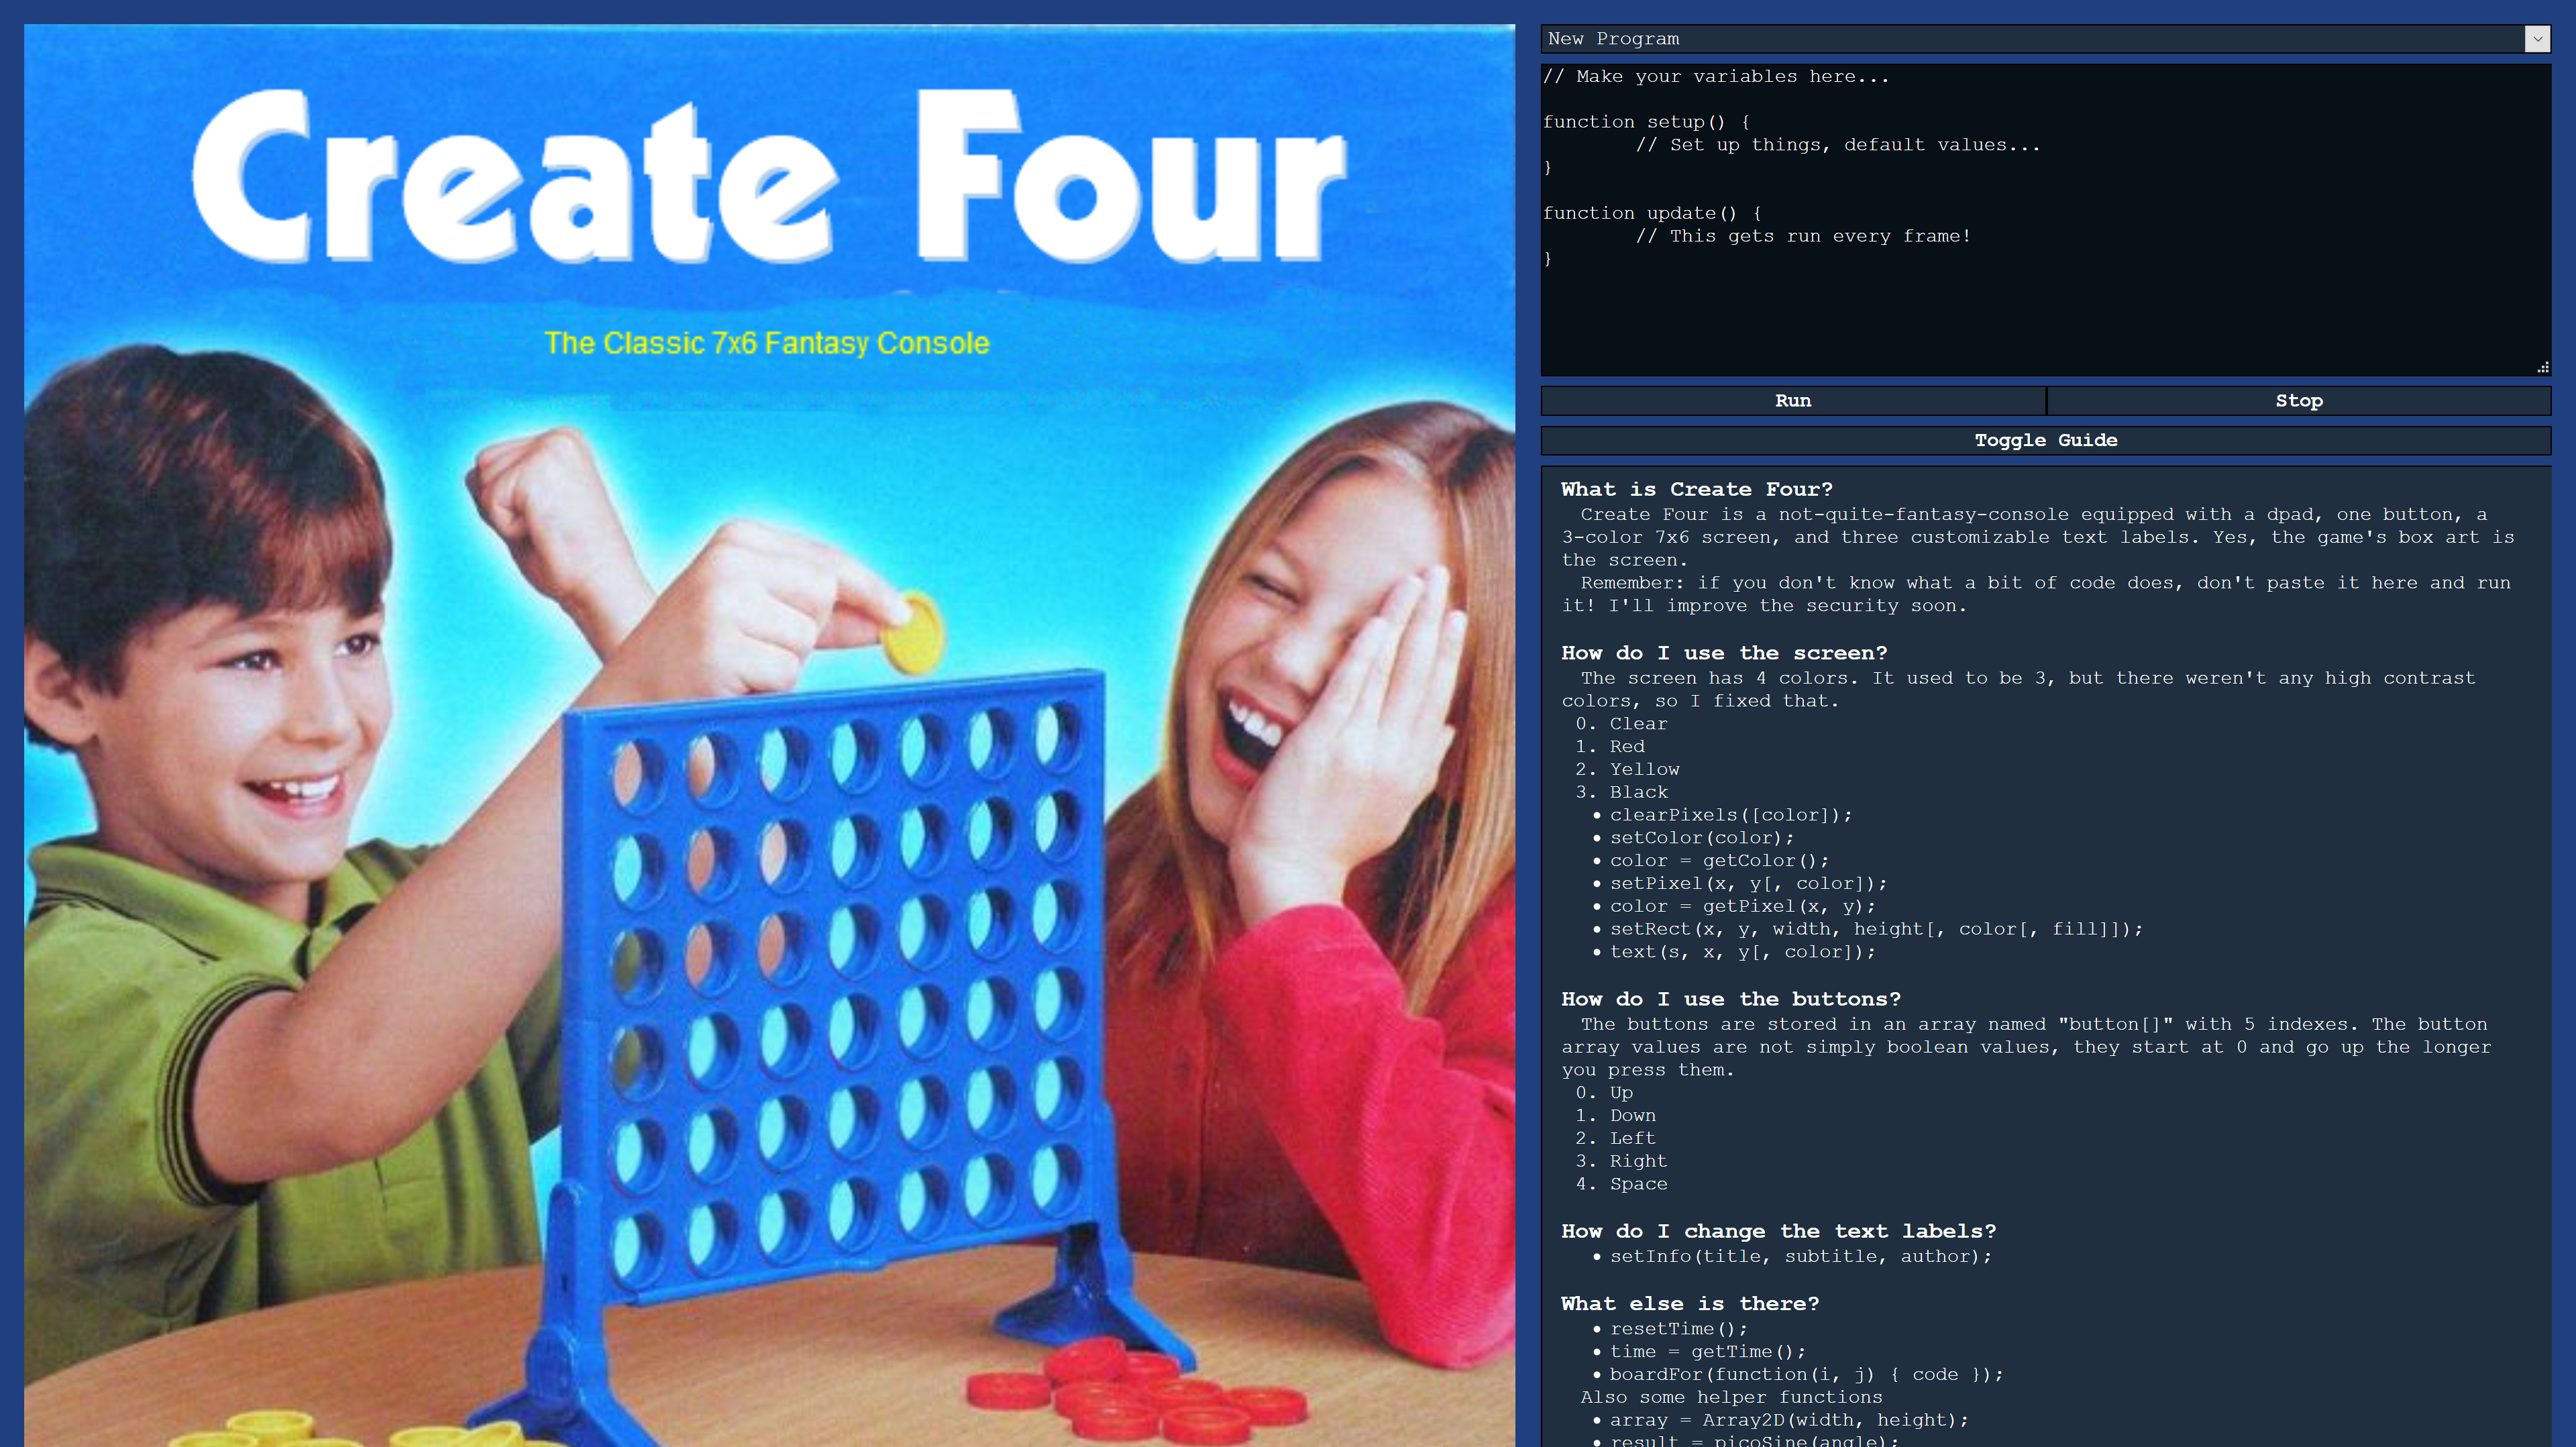 Create Four
The Classic 7x6 Fantasy Console
New Program
// Make your variables here...
function setup() {
// Set up things, default values...
}
function update() {
// This gets run every frame!
}
Run
Stop
Toggle Guide
What is Create Four?
Create Four is a not-quite-fantasy-console equipped with a dpad, one button, a
3-color 7x6 screen, and three customizable text labels. Yes, the game's box art is
the screen.
Remember: if you don't know what a bit of code does, don't paste it here and run
it! I'll improve the security soon.
How do I use the screen?
The screen has 4 colors. It used to be 3, but there weren't any high contrast
colors, so I fixed that.
0. Clear
1. Red
2. Yellow
3. Black
• clearPixels([color]);
• setColor(color);
• color = getColor();
• setPixel(x, y[, color]);
• color = getPixel(x, y);
• setRect(x, y, width, height[, color[, fill]]);
• text(s, x, y[, color]);
How do I use the buttons?
The buttons are stored in an array named "button[]" with 5 indexes. The button
array values are not simply boolean values, they start at 0 and go up the longer
you press them.
0. Up
1. Down
2. Left
3. Right
4. Space
How do I change the text labels?
• setInfo(title, subtitle, author);
What else is there?
• resetTime();
• time = getTime();
• boardFor(function(i, j) { code });
Also some helper functions
• array = Array2D(width, height);
• result = picoSine(angle);